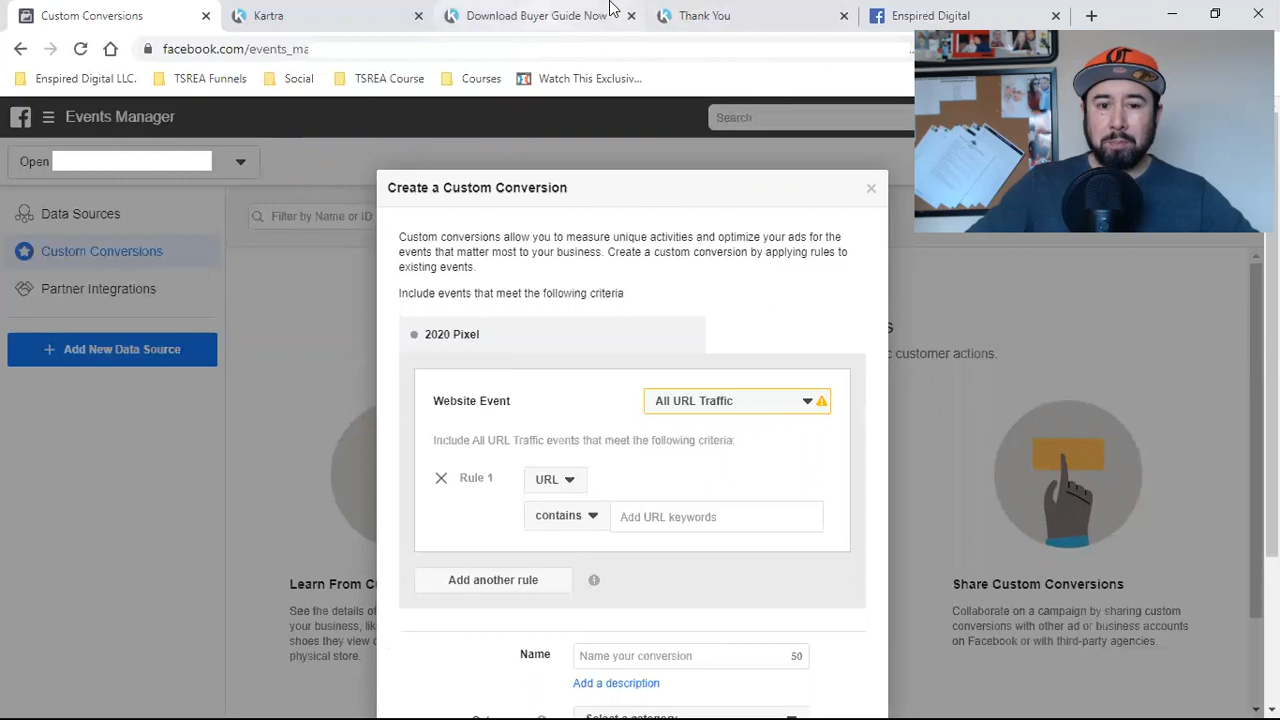 Custom Conversions
Kartra
Download Buyer Guide Now
Thank You
Enspired Digital
facebook.com/events_ma
Enspired Digital LLC.
TSREA Funnels
Social
TSREA Course
Courses
Watch This Exclusiv...
Events Manager
Search
Open
Data Sources
Custom Conversions
Partner Integrations
+ Add New Data Source
Filter by Name or ID
Create a Custom Conversion
Custom conversions allow you to measure unique activities and optimize your ads for the
events that matter most to your business. Create a custom conversion by applying rules to
existing events.
Include events that meet the following criteria
2020 Pixel
Website Event
All URL Traffic
Include All URL Traffic events that meet the following criteria:
Rule 1
URL
contains
Add URL keywords
Add another rule
Name
Name your conversion
50
Add a description
Select a category
customer actions.
Learn From C
See the details of
your business, lik
shoes they view o
physical store.
Share Custom Conversions
Collaborate on a campaign by sharing custom
conversions with other ad or business accounts
on Facebook or with third-party agencies.